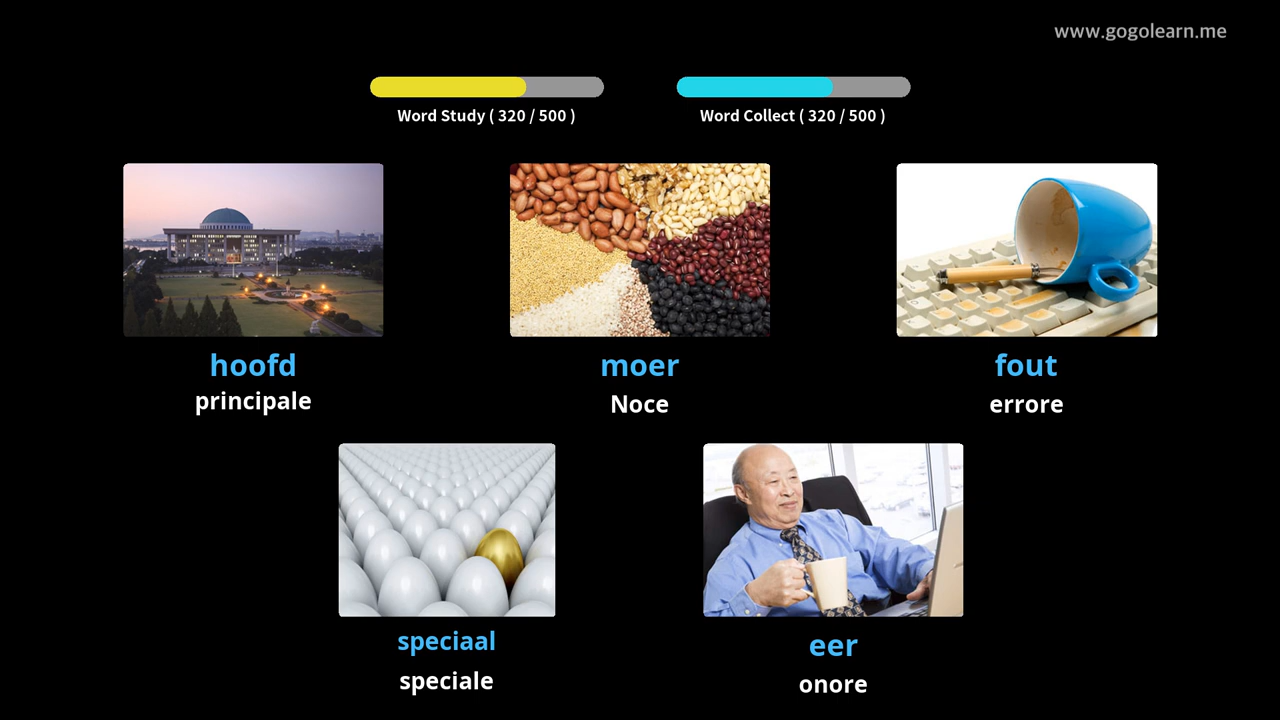 www.gogolearn.me
Word Study ( 320 / 500 )
Word Collect ( 320 / 500 )
hoofd
principale
moer
Noce
fout
errore
speciaal
speciale
eer
onore